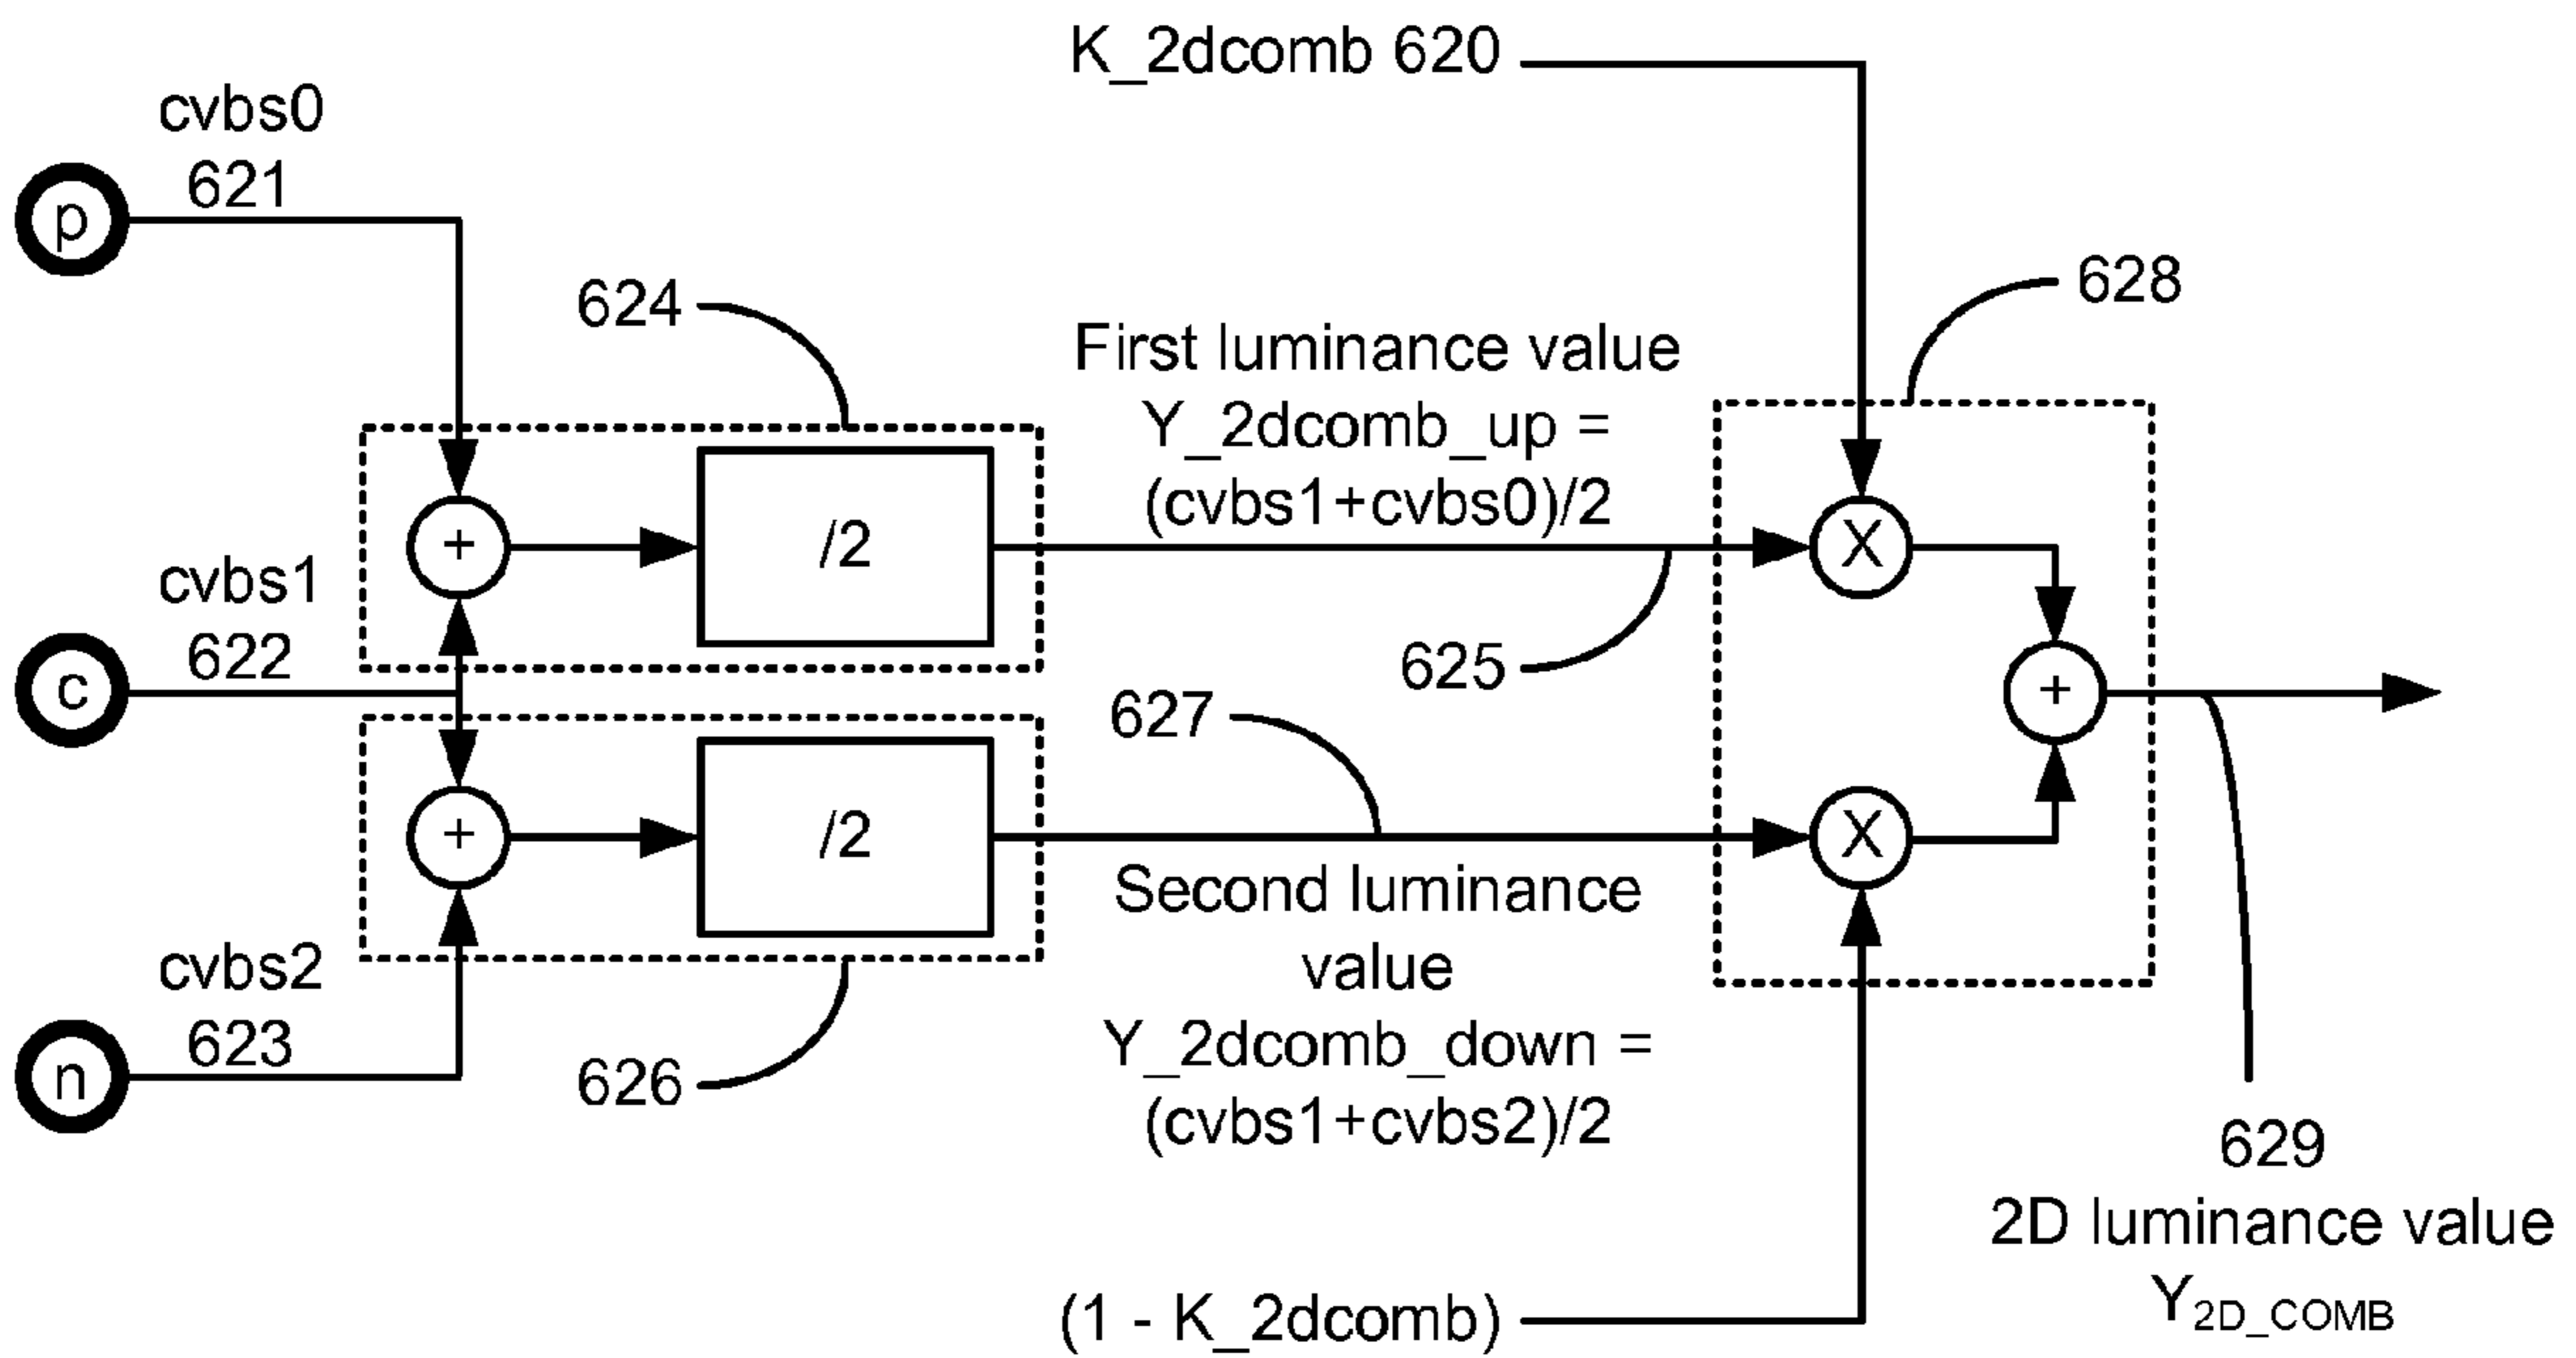 K_2dcomb 620
cvbs0
621
p
624
628
First luminance value
Y_2dcomb_up =
(cvbs1+cvbs0)/2
+
/2
X
cvbs1
622
c
625
+
627
+
/2
X
Second luminance
value
Y_2dcomb_down =
(cvbs1+cvbs2)/2
cvbs2
623
n
626
629
2D luminance value
Y2D_COMB
(1 - K_2dcomb)